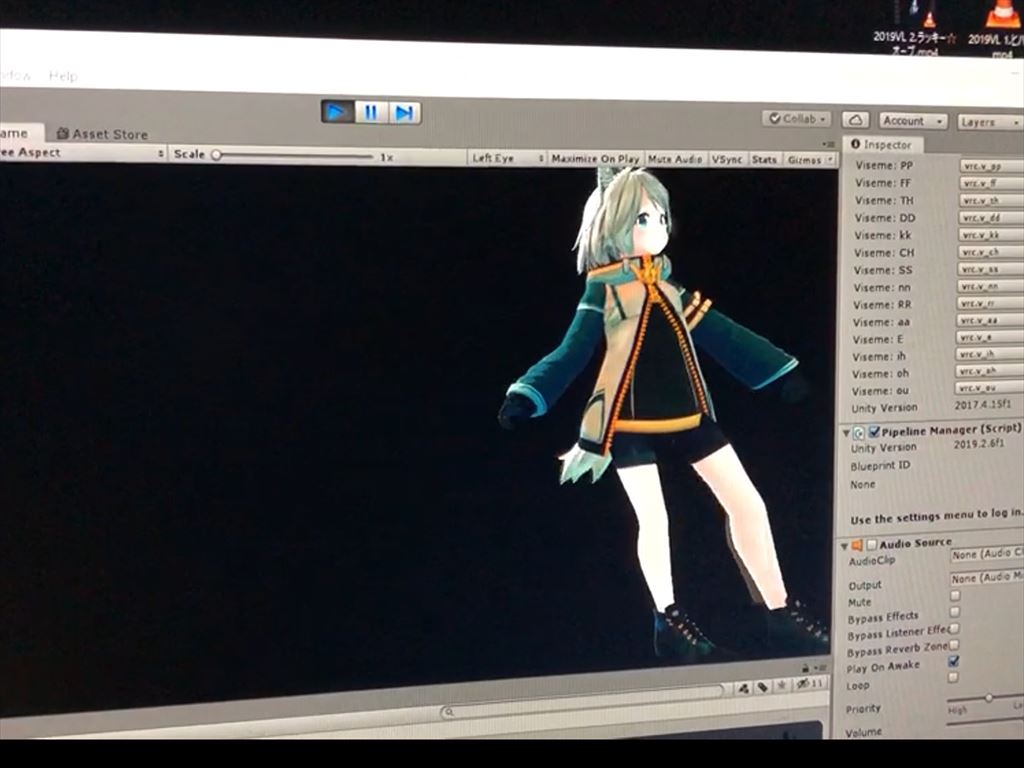 2019VL 2.ラッキー☆
オープ.mp4
2019VL 1.
mp4
ndow Help
Collab
Account
Layers
ame
Asset Store
Inspector
ee Aspect
Scale
1x
Left Eye
Maximize On Play
Mute Audio
VSync
Stats
Gizmos
Viseme: PP vrc.v_pp
Viseme: FF vrc.v_ff
Viseme: TH vrc.v_th
Viseme: DD vrc.v_dd
Viseme: kk vrc.v_kk
Viseme: CH vrc.v_ch
Viseme: SS vrc.v_ss
Viseme: nn vrc.v_nn
Viseme: RR vrc.v_rr
Viseme: aa vrc.v_aa
Viseme: E vrc.v_e
Viseme: ih vrc.v_ih
Viseme: oh vrc.v_oh
Viseme: ou vrc.v_ou
Unity Version 2017.4.15f1
Pipeline Manager (Script)
Unity Version 2019.2.6f1
Blueprint ID
None
Use the settings menu to log in.
Audio Source
AudioClip None (Audio Cl
Output None (Audio M
Mute
Bypass Effects
Bypass Listener Effec
Bypass Reverb Zone
Play On Awake
Loop
Priority
High
Volume
11